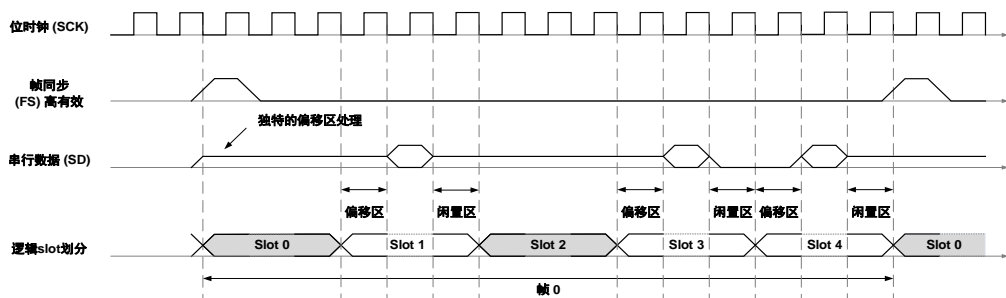 位时钟 (SCK)
帧同步
(FS) 高有效
独特的偏移区处理
串行数据 (SD)
偏移区
闲置区
偏移区
闲置区
偏移区
闲置区
逻辑slot划分
Slot 0
Slot 1
Slot 2
Slot 3
Slot 4
Slot 0
帧 0